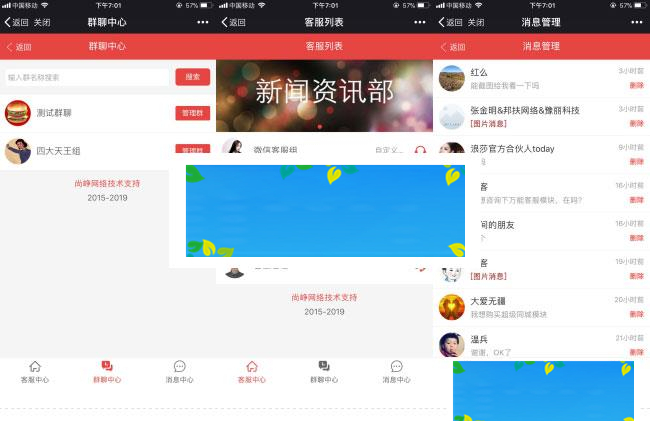 中国移动
下午7:01
57%
返回 关闭
群聊中心
返回
群聊中心
输入群名称搜索
搜索
测试群聊
管理群
四大天王组
管理群
尚峥网络技术支持
2015-2019
客服中心
群聊中心
消息中心
中国移动
下午7:01
57%
返回
客服列表
客服列表
新闻资讯部
微信客服组
自定义...
尚峥网络技术支持
2015-2019
客服中心
群聊中心
消息中心
中国移动
下午7:01
57%
返回 关闭
消息管理
返回
消息管理
红么
3小时前
能截图给我看一下吗
删除
张金明&邦扶网络&豫丽科技
3小时前
[图片消息]
删除
浪莎官方合伙人today
9小时前
删除
客
16小时前
想咨询下万能客服模块，在吗?
删除
间的朋友
16小时前
个
删除
客
19小时前
[图片消息]
删除
大爱无疆
20小时前
我想购买超级同城模块
删除
温兵
21小时前
谢谢，OK了
删除